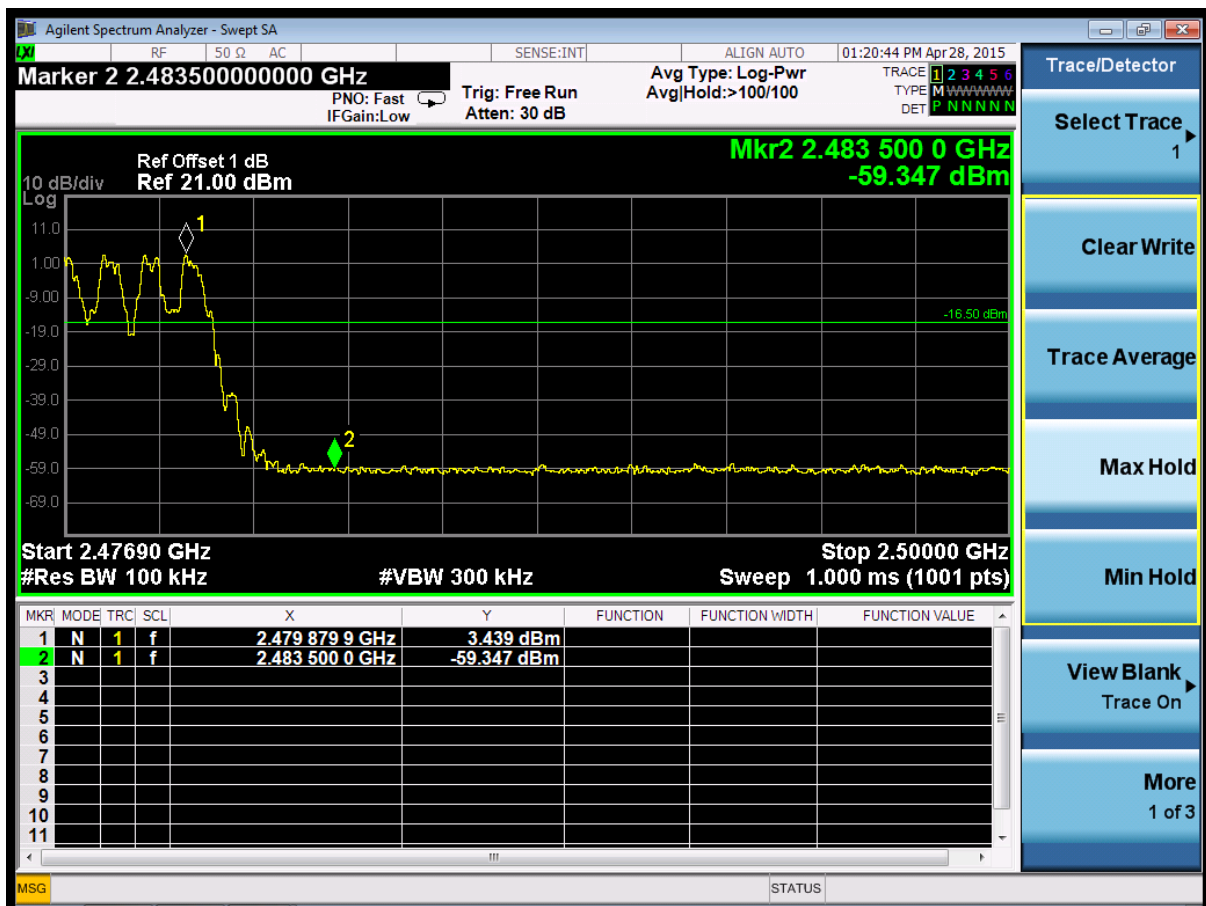 Agilent Spectrum Analyzer - Swept SA
LXI RF 50 Ω AC SENSE:INT ALIGN AUTO 01:20:44 PM Apr 28, 2015
Marker 2 2.483500000000 GHz
PNO: Fast
IFGain:Low
Trig: Free Run
Atten: 30 dB
Avg Type: Log-Pwr
Avg|Hold:>100/100
TRACE 1 2 3 4 5 6
TYPE M WWWWW
DET P N N N N N
Mkr2 2.483 500 0 GHz
-59.347 dBm
Ref Offset 1 dB
10 dB/div Ref 21.00 dBm
Log
11.0
1.00
-9.00
-19.0
-29.0
-39.0
-49.0
-59.0
-69.0
1
2
-16.50 dBm
Start 2.47690 GHz Stop 2.50000 GHz
#Res BW 100 kHz #VBW 300 kHz Sweep 1.000 ms (1001 pts)
MKR MODE TRC SCL X Y FUNCTION FUNCTION WIDTH FUNCTION VALUE
1 N 1 f 2.479 879 9 GHz 3.439 dBm
2 N 1 f 2.483 500 0 GHz -59.347 dBm
3
4
5
6
7
8
9
10
11
MSG STATUS
Trace/Detector
Select Trace
1
Clear Write
Trace Average
Max Hold
Min Hold
View Blank
Trace On
More
1 of 3